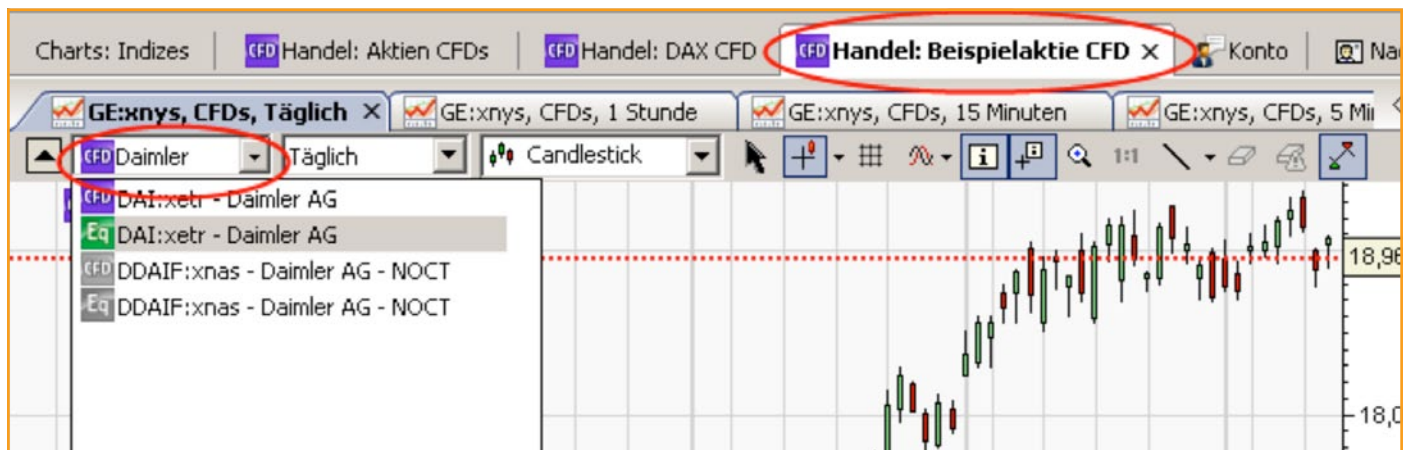 Charts: Indizes CFD Handel: Aktien CFDs CFD Handel: DAX CFD CFD Handel: Beispielaktie CFD Konto
GE:xnys, CFDs, Täglich GE:xnys, CFDs, 1 Stunde GE:xnys, CFDs, 15 Minuten GE:xnys, CFDs, 5
CFD Daimler Täglich Candlestick 1:1
CFD DAI:xetr - Daimler AG
Eq DAI:xetr - Daimler AG
CFD DDAIF:xnas - Daimler AG - NOCT
Eq DDAIF:xnas - Daimler AG - NOCT
18,96
18,0